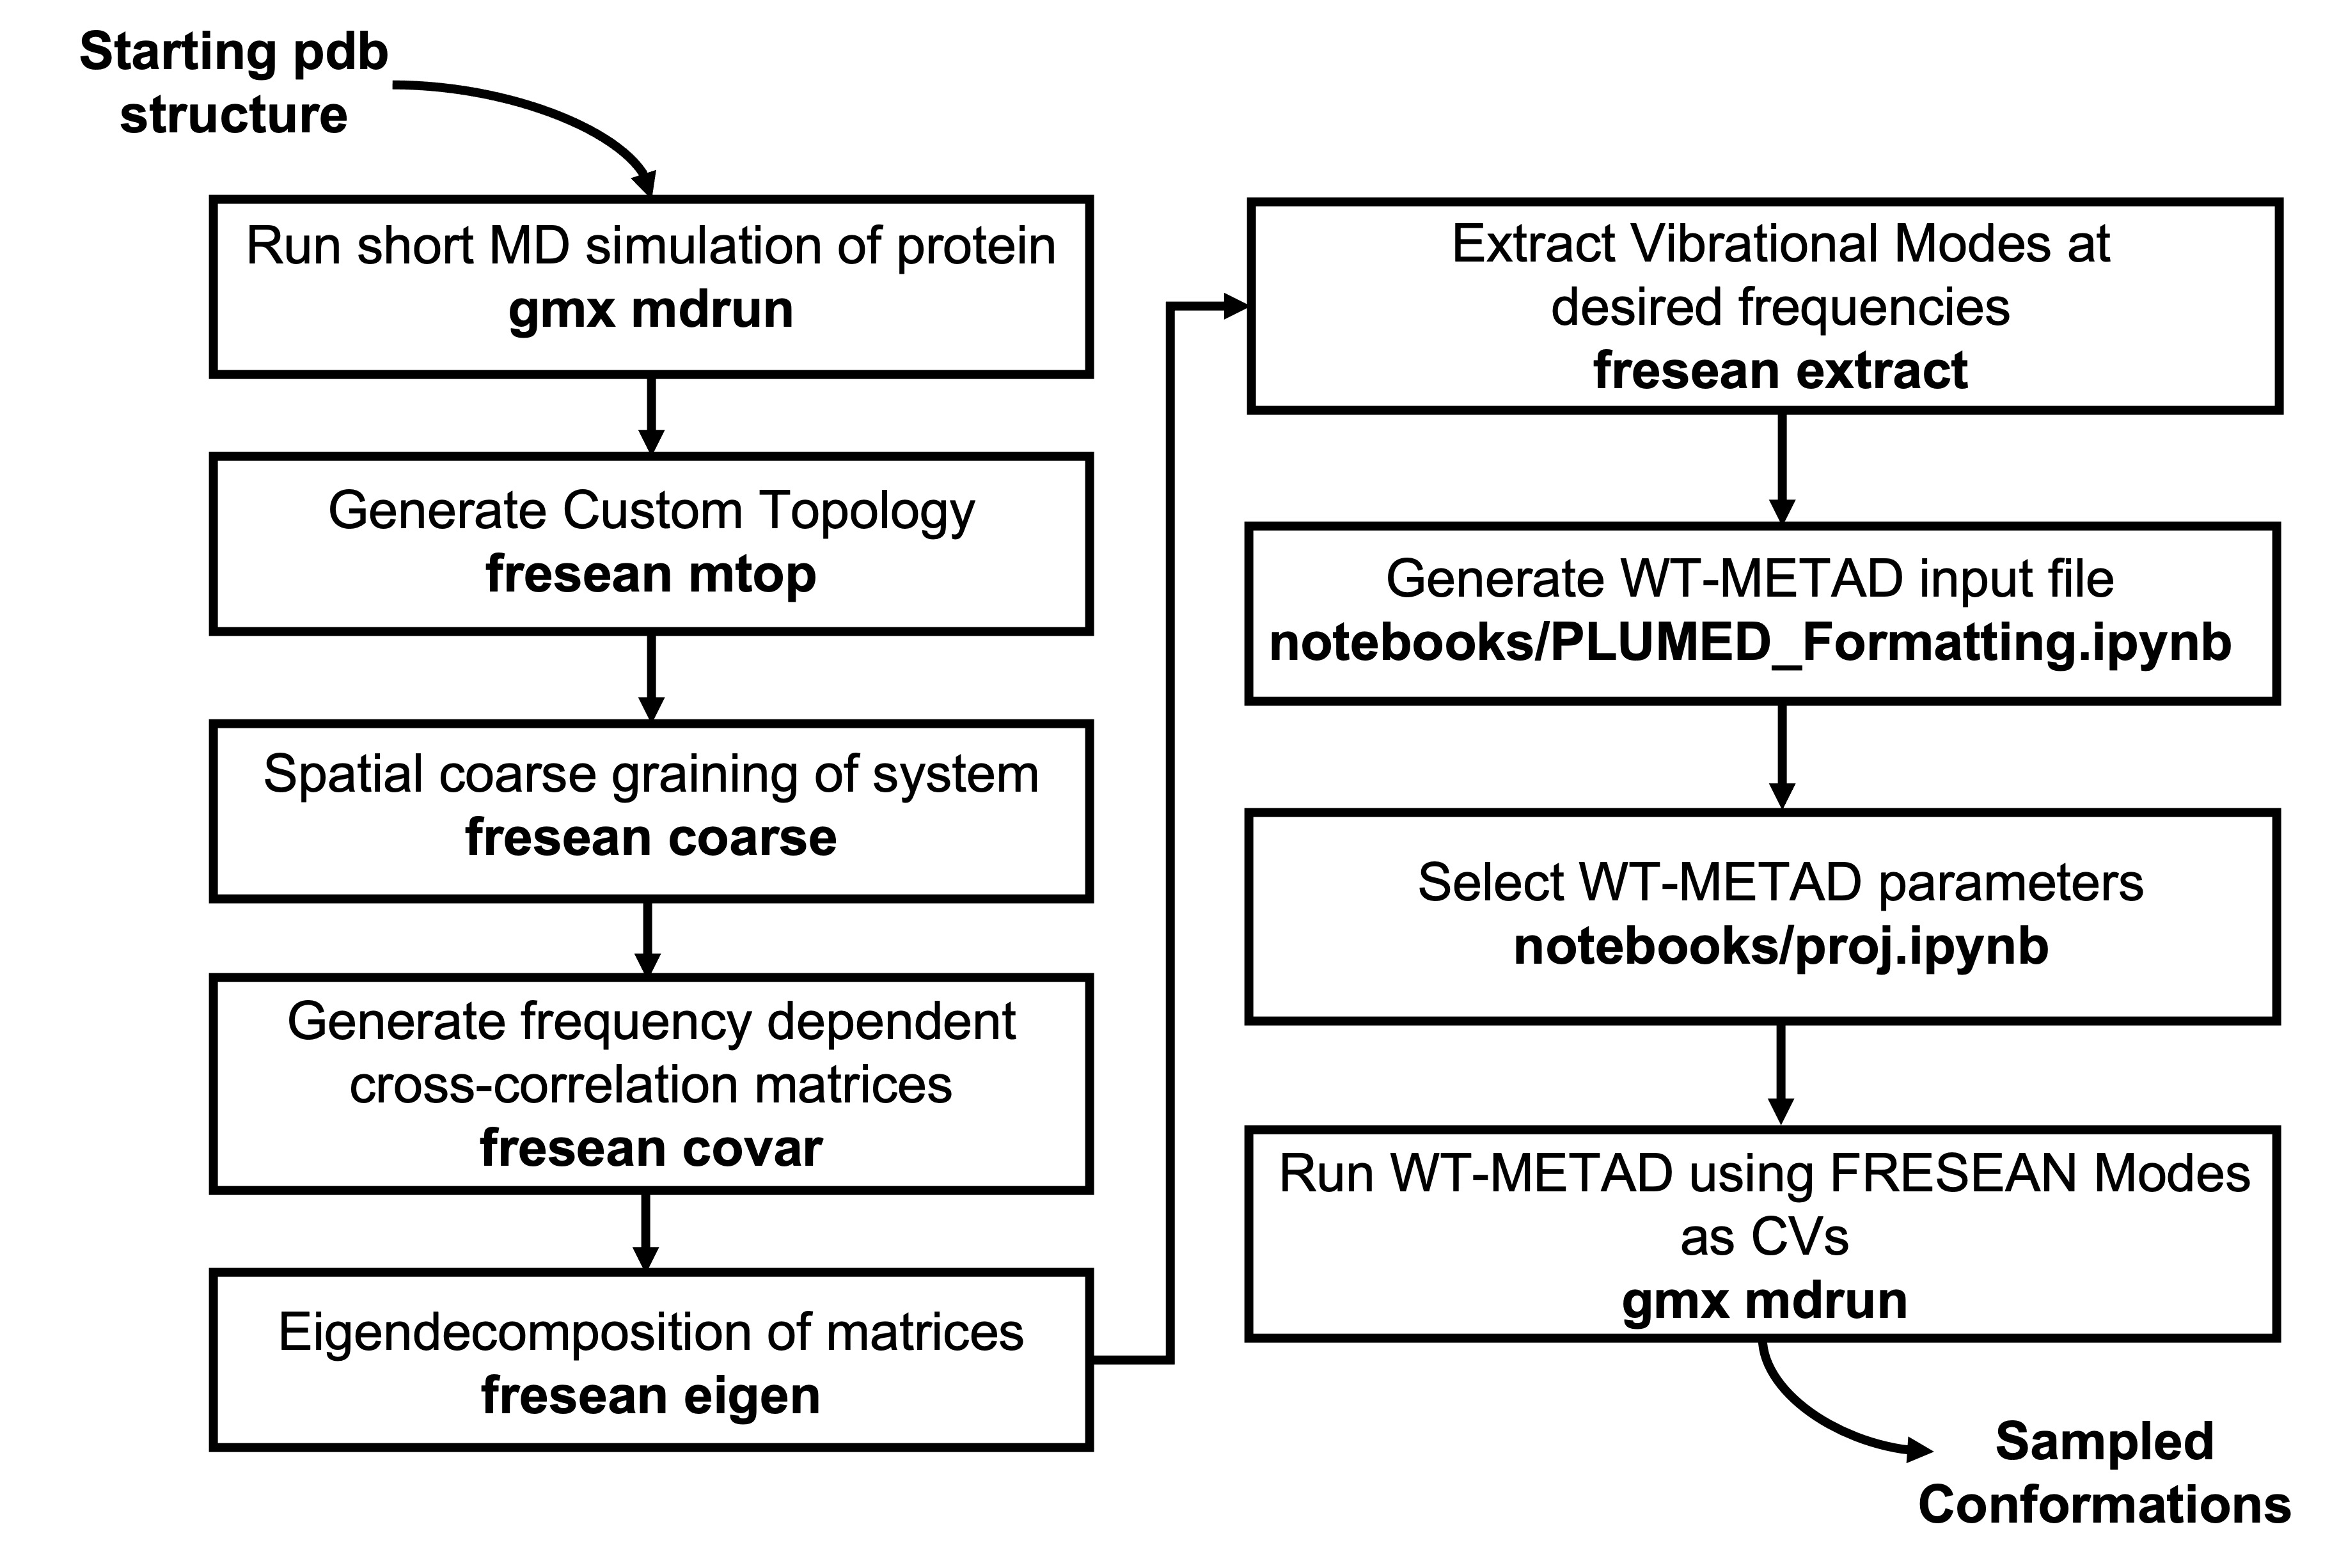 Starting pdb
structure
Run short MD simulation of protein
gmx mdrun
Generate Custom Topology
fresean mtop
Spatial coarse graining of system
fresean coarse
Generate frequency dependent
cross-correlation matrices
fresean covar
Eigendecomposition of matrices
fresean eigen
Extract Vibrational Modes at
desired frequencies
fresean extract
Generate WT-METAD input file
notebooks/PLUMED_Formatting.ipynb
Select WT-METAD parameters
notebooks/proj.ipynb
Run WT-METAD using FRESEAN Modes
as CVs
gmx mdrun
Sampled
Conformations